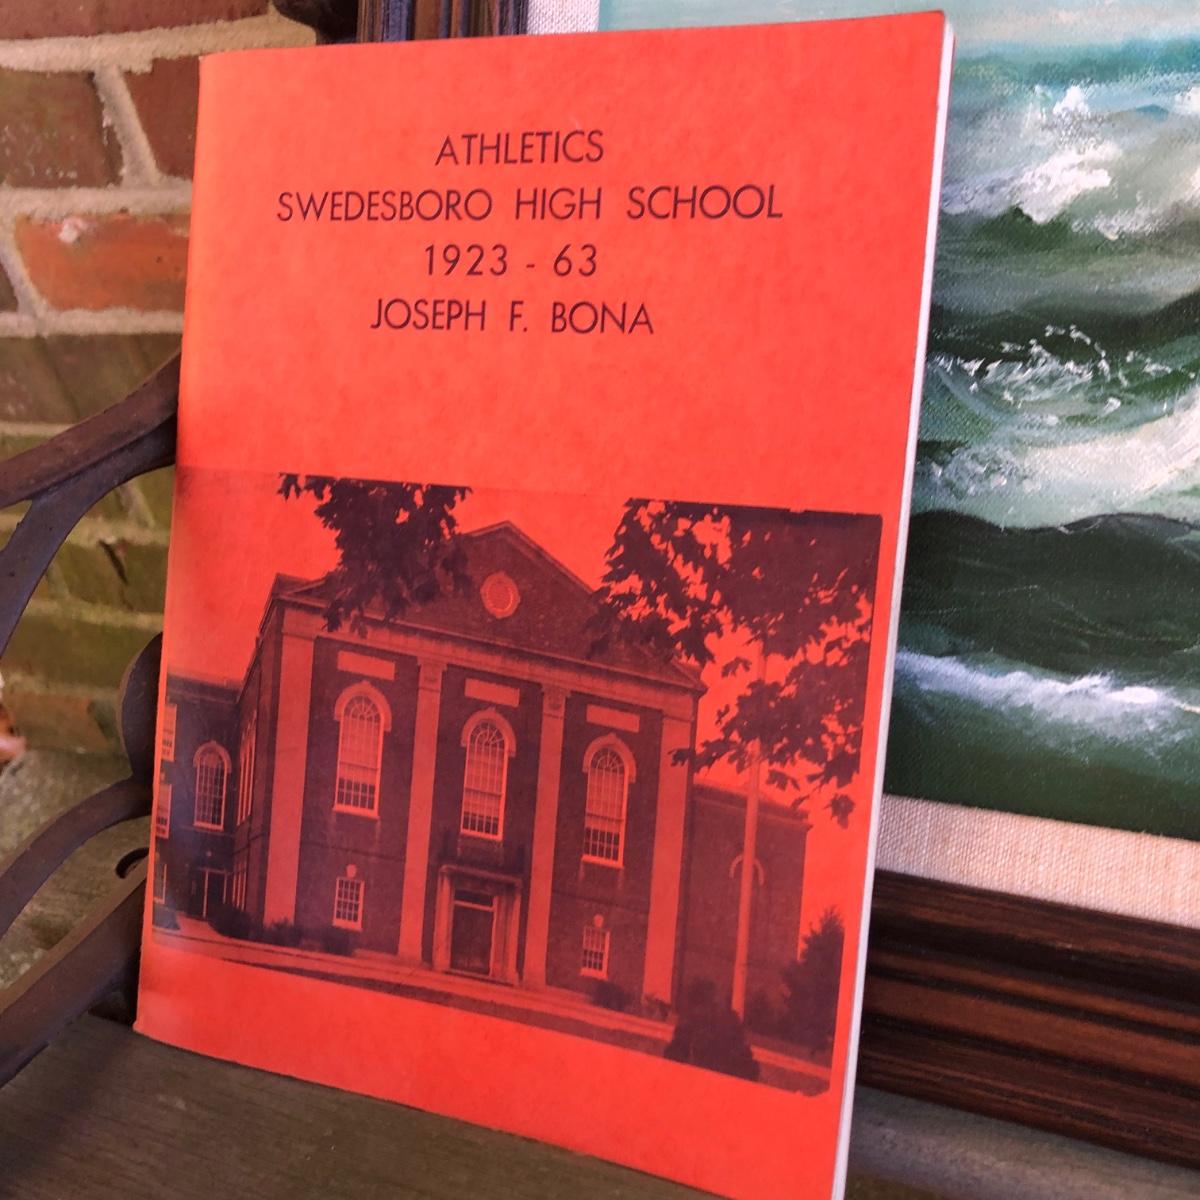 ATHLETICS
SWEDESBORO HIGH SCHOOL
1923 - 63
JOSEPH F. BONA